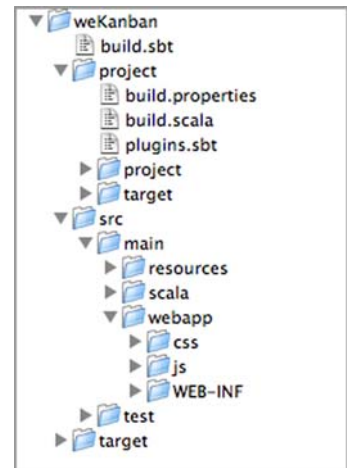 weKanban
build.sbt
project
build.properties
build.scala
plugins.sbt
project
target
src
main
resources
scala
webapp
css
js
WEB-INF
test
target